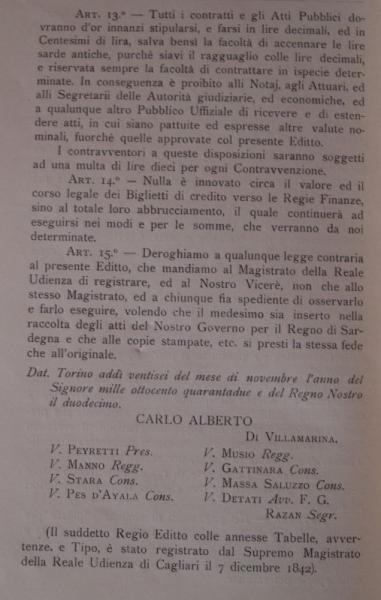 ART. 13.° — Tutti i contratti e gli Atti Pubblici do-
vranno d'or innanzi stipularsi, e farsi in lire decimali, ed in
Centesimi di lira, salva bensì la facoltà di accennare le lire
sarde antiche, purchè siavi il ragguaglio colle lire decimali,
e riservata sempre la facoltà di contrattare in ispecie deter-
minate. In conseguenza è proibito alli Notaj, agli Attuari, ed
alli Segretarii delle Autorità giudiziarie, ed economiche, ed
a qualunque altro Pubblico Uffiziale di ricevere e di esten-
dere atti, in cui siano pattuite ed espresse altre valute no-
minali, fuorchè quelle approvate col presente Editto.
I contravventori a queste disposizioni saranno soggetti
ad una multa di lire dieci per ogni Contravvenzione.
ART. 14.° — Nulla è innovato circa il valore ed il
corso legale dei Biglietti di credito verso le Regie Finanze,
sino al totale loro abbrucciamento, il quale continuerà ad
eseguirsi nei modi e per le somme, che verranno da noi
determinate.
ART. 15.° — Deroghiamo a qualunque legge contraria
al presente Editto, che mandiamo al Magistrato della Reale
Udienza di registrare, ed al Nostro Vicerè, non che allo
stesso Magistrato, ed a chiunque fia spediente di osservarlo
e farlo eseguire, volendo che il medesimo sia inserto nella
raccolta degli atti del Nostro Governo per il Regno di Sar-
degna e che alle copie stampate, etc. si presti la stessa fede
che all'originale.
Dat. Torino addì ventisei del mese di novembre l'anno del
Signore mille ottocento quarantadue e del Regno Nostro
il duodecimo.
CARLO ALBERTO
DI VILLAMARINA.
V. PEYRETTI Pres.
V. MANNO Regg.
V. STARA Cons.
V. PES D'AYALA Cons.
V. MUSIO Regg.
V. GATTINARA Cons.
V. MASSA SALUZZO Cons.
V. DETATI Avv. F. G.
RAZAN Segr.
(Il suddetto Regio Editto colle annesse Tabelle, avver-
tenze, e Tipo, è stato registrato dal Supremo Magistrato
della Reale Udienza di Cagliari il 7 dicembre 1842).